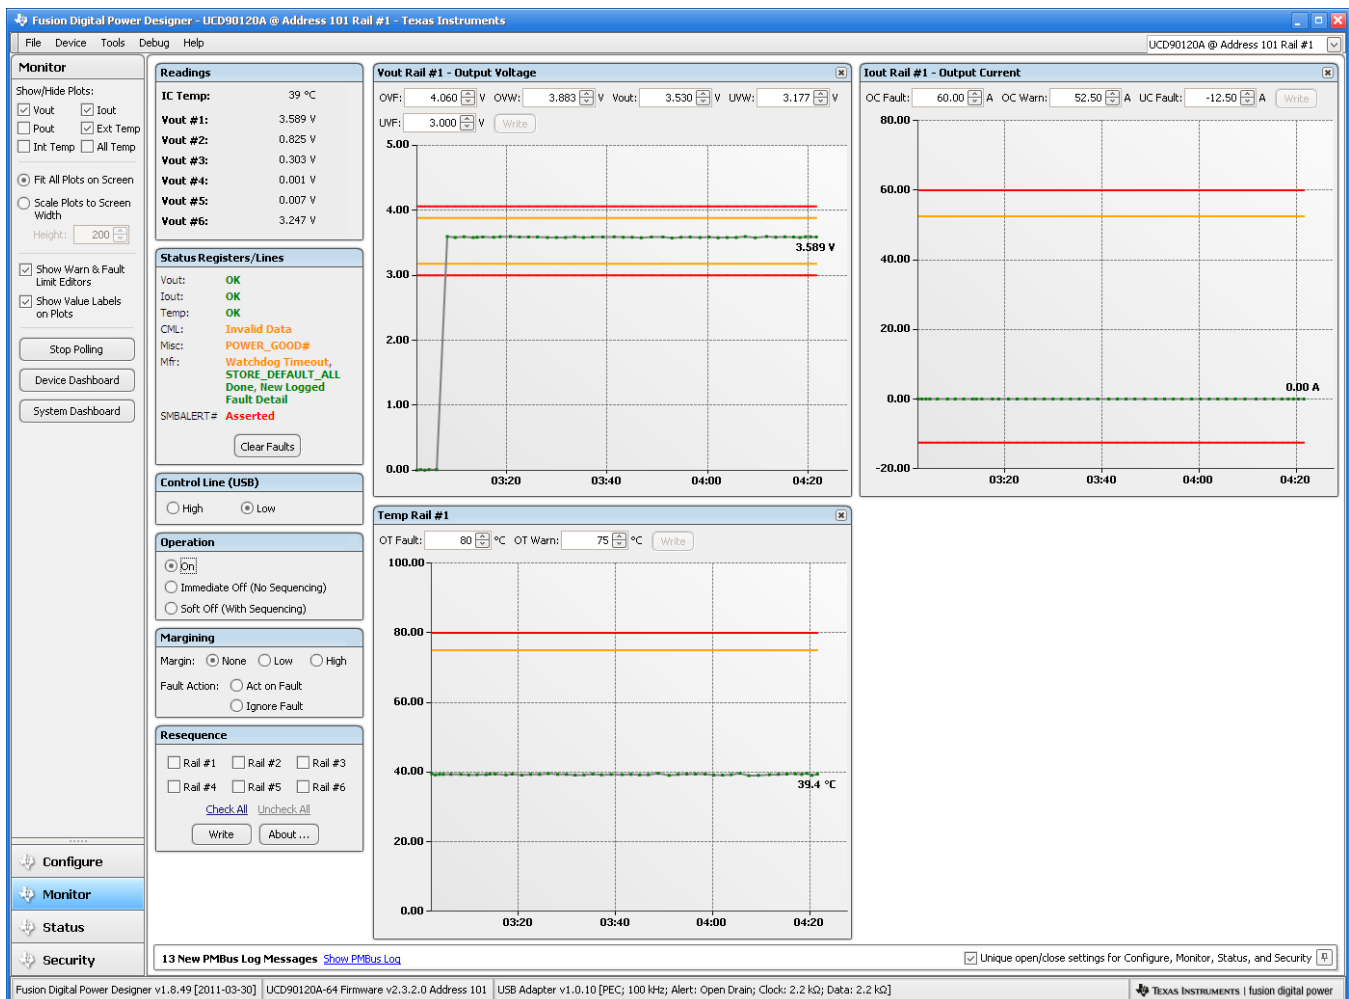 Fusion Digital Power Designer - UCD90120A @ Address 101 Rail #1 - Texas Instruments
File Device Tools Debug Help
UCD90120A @ Address 101 Rail #1
Monitor
Show/Hide Plots:
Vout Iout
Pout Ext Temp
Int Temp All Temp
Fit All Plots on Screen
Scale Plots to Screen
Width
Height: 200
Show Warn & Fault
Limit Editors
Show Value Labels
on Plots
Stop Polling
Device Dashboard
System Dashboard
Configure
Monitor
Status
Security
Readings
IC Temp: 39 °C
Vout #1: 3.589 V
Vout #2: 0.825 V
Vout #3: 0.303 V
Vout #4: 0.001 V
Vout #5: 0.007 V
Vout #6: 3.247 V
Status Registers/Lines
Vout: OK
Iout: OK
Temp: OK
CML: Invalid Data
Misc: POWER_GOOD#
Mfr: Watchdog Timeout,
STORE_DEFAULT_ALL
Done, New Logged
Fault Detail
SMBALERT# Asserted
Clear Faults
Control Line (USB)
High Low
Operation
On
Immediate Off (No Sequencing)
Soft Off (With Sequencing)
Margining
Margin: None Low High
Fault Action: Act on Fault
Ignore Fault
Resequence
Rail #1 Rail #2 Rail #3
Rail #4 Rail #5 Rail #6
Check All Uncheck All
Write About ...
Vout Rail #1 - Output Voltage
OVF: 4.060 V OVW: 3.883 V Vout: 3.530 V UVW: 3.177 V
UVF: 3.000 V Write
5.00
4.00
3.589 V
3.00
2.00
1.00
0.00
03:20 03:40 04:00 04:20
Iout Rail #1 - Output Current
OC Fault: 60.00 A OC Warn: 52.50 A UC Fault: -12.50 A Write
80.00
60.00
40.00
20.00
0.00 A
0.00
-20.00
03:20 03:40 04:00 04:20
Temp Rail #1
OT Fault: 80 °C OT Warn: 75 °C Write
100.00
80.00
60.00
40.00
39.4 °C
20.00
0.00
03:20 03:40 04:00 04:20
13 New PMBus Log Messages Show PMBus Log
Unique open/close settings for Configure, Monitor, Status, and Security
Fusion Digital Power Designer v1.8.49 [2011-03-30] UCD90120A-64 Firmware v2.3.2.0 Address 101 USB Adapter v1.0.10 [PEC; 100 kHz; Alert: Open Drain; Clock: 2.2 kΩ; Data: 2.2 kΩ] TEXAS INSTRUMENTS | fusion digital power